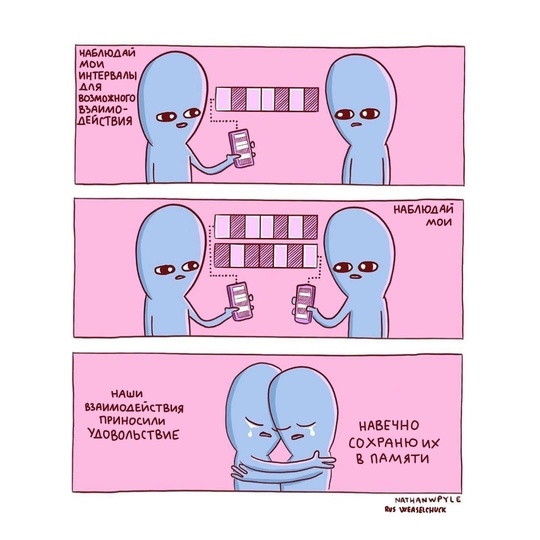 НАБЛЮДАЙ
МОИ
ИНТЕРВАЛЫ
ДЛЯ
ВОЗМОЖНОГО
ВЗАИМО-
ДЕЙСТВИЯ
НАБЛЮДАЙ
МОИ
НАШИ
ВЗАИМОДЕЙСТВИЯ
ПРИНОСИЛИ
УДОВОЛЬСТВИЕ
НАВЕЧНО
СОХРАНЮ ИХ
В ПАМЯТИ
NATHANWPYLE
RUS WEASELCHUCK